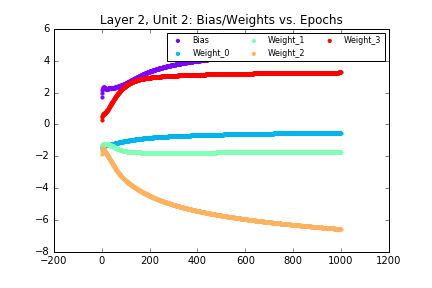 Layer 2, Unit 2: Bias/Weights vs. Epochs
6
Bias Weight_1 Weight_3
Weight_0 Weight_2
4
2
0
−2
−4
−6
−8
−200 0 200 400 600 800 1000 1200